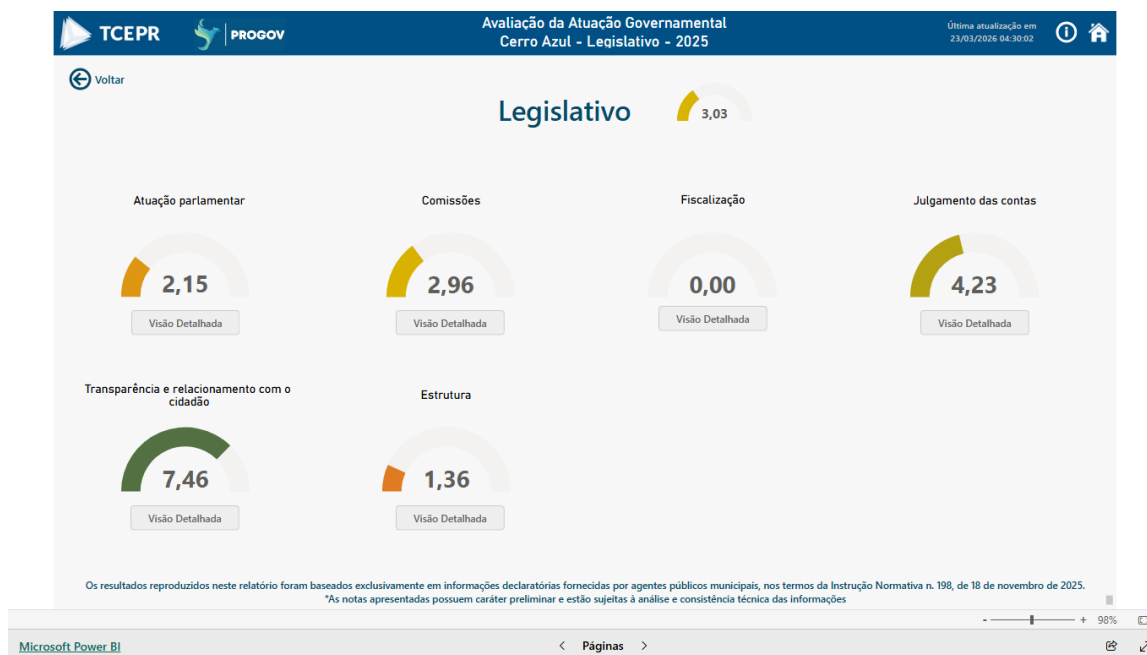 TCEPR
PROGOV
Avaliação da Atuação Governamental
Cerro Azul - Legislativo - 2025
Última atualização em
23/03/2026 04:30:02
Voltar
Legislativo
3,03
Atuação parlamentar
2,15
Visão Detalhada
Comissões
2,96
Visão Detalhada
Fiscalização
0,00
Visão Detalhada
Julgamento das contas
4,23
Visão Detalhada
Transparência e relacionamento com o
cidadão
7,46
Visão Detalhada
Estrutura
1,36
Visão Detalhada
Os resultados reproduzidos neste relatório foram baseados exclusivamente em informações declaratórias fornecidas por agentes públicos municipais, nos termos da Instrução Normativa n. 198, de 18 de novembro de 2025.
*As notas apresentadas possuem caráter preliminar e estão sujeitas à análise e consistência técnica das informações
- + 98%
Microsoft Power BI
< Páginas >